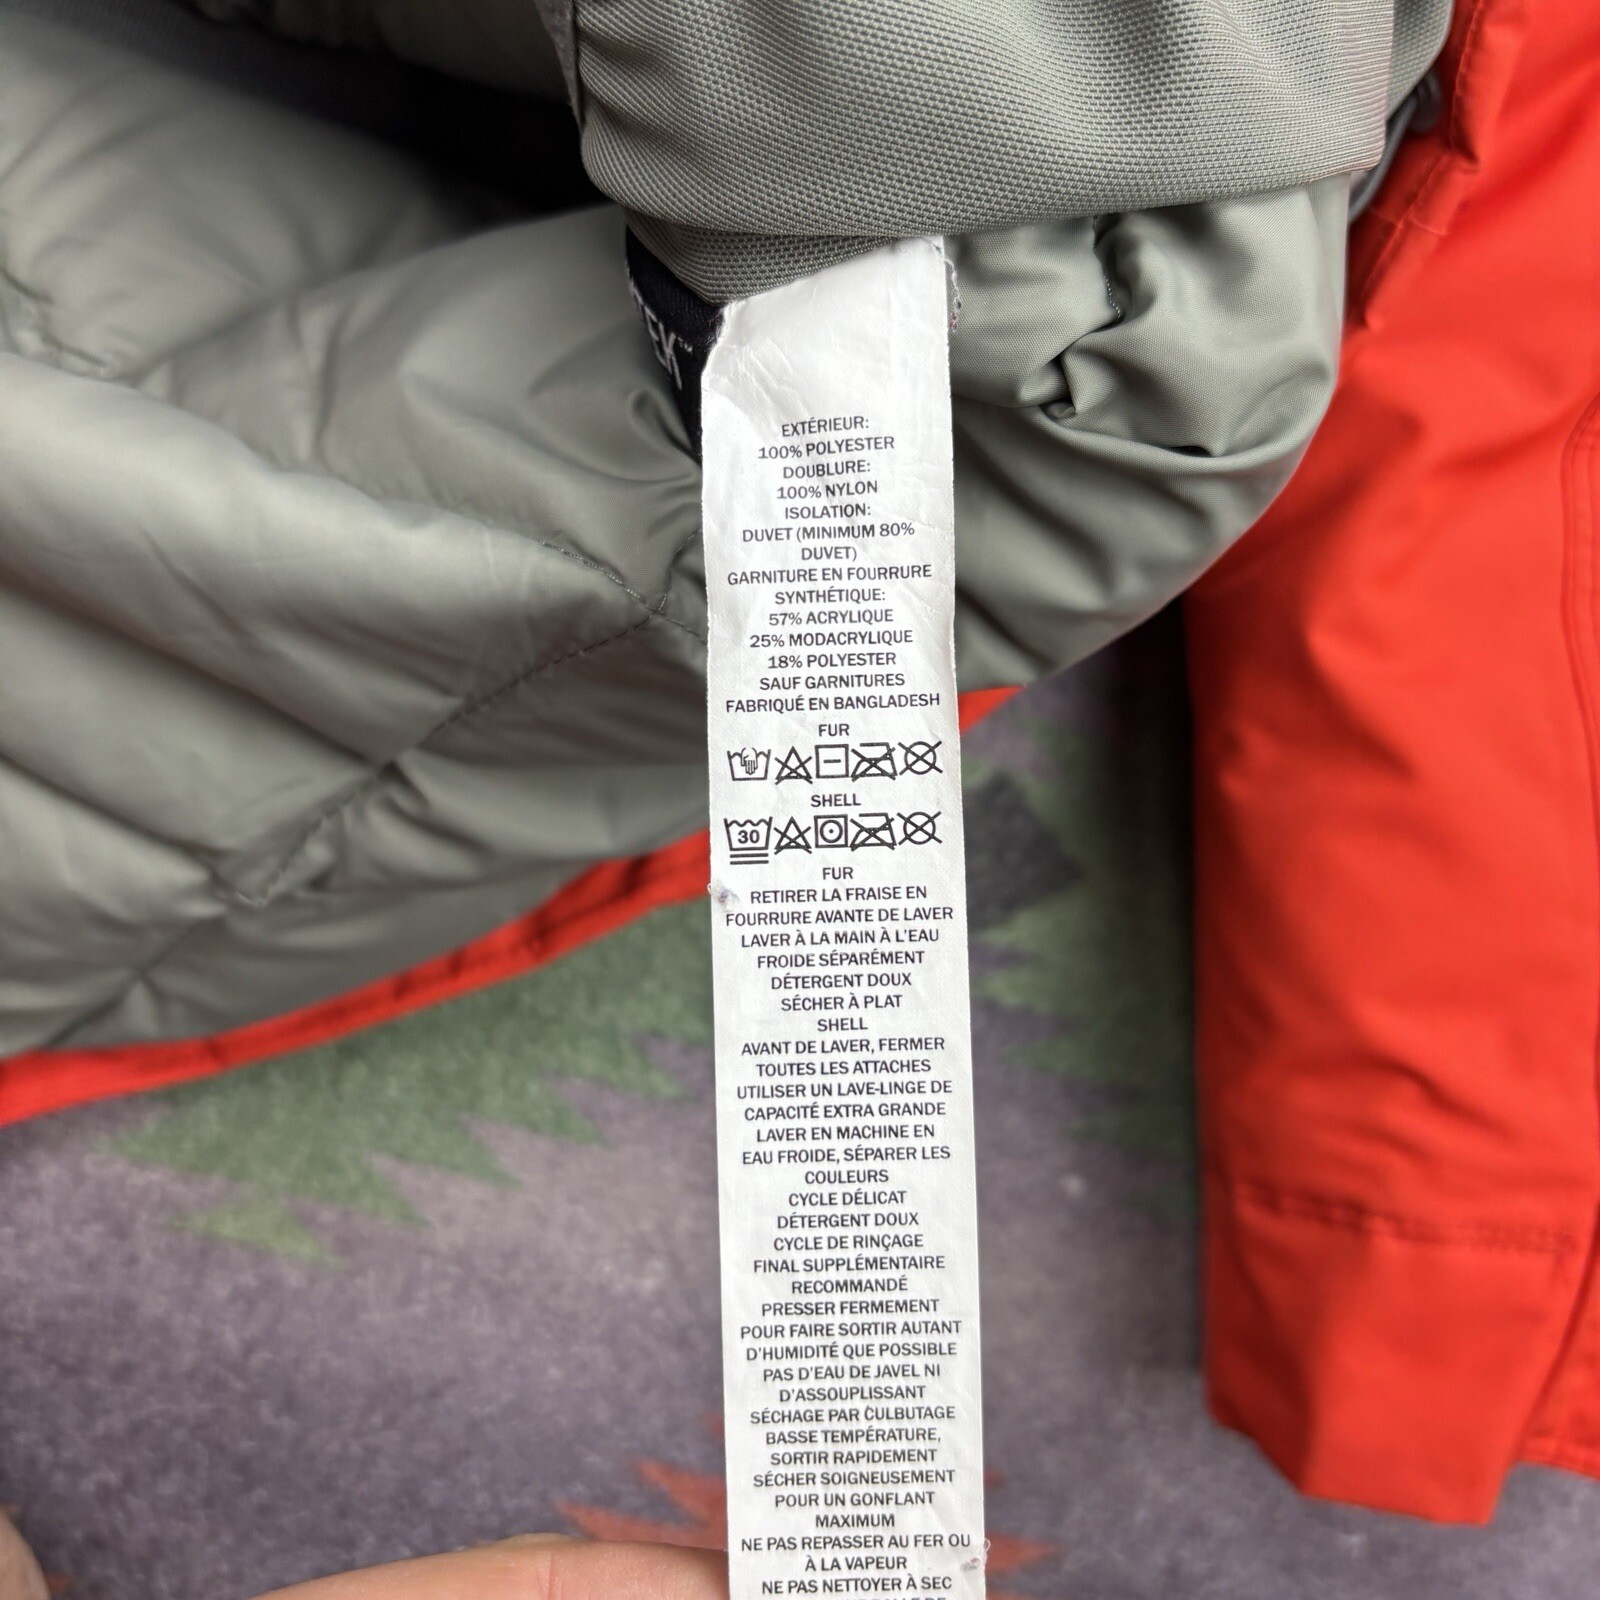 TEK™
EXTÉRIEUR:
100% POLYESTER
DOUBLURE:
100% NYLON
ISOLATION:
DUVET (MINIMUM 80%
DUVET)
GARNITURE EN FOURRURE
SYNTHÉTIQUE:
57% ACRYLIQUE
25% MODACRYLIQUE
18% POLYESTER
SAUF GARNITURES
FABRIQUÉ EN BANGLADESH
FUR
SHELL
30
FUR
RETIRER LA FRAISE EN
FOURRURE AVANTE DE LAVER
LAVER À LA MAIN À L'EAU
FROIDE SÉPARÉMENT
DÉTERGENT DOUX
SÉCHER À PLAT
SHELL
AVANT DE LAVER, FERMER
TOUTES LES ATTACHES
UTILISER UN LAVE-LINGE DE
CAPACITÉ EXTRA GRANDE
LAVER EN MACHINE EN
EAU FROIDE, SÉPARER LES
COULEURS
CYCLE DÉLICAT
DÉTERGENT DOUX
CYCLE DE RINÇAGE
FINAL SUPPLÉMENTAIRE
RECOMMANDÉ
PRESSER FERMEMENT
POUR FAIRE SORTIR AUTANT
D'HUMIDITÉ QUE POSSIBLE
PAS D'EAU DE JAVEL NI
D'ASSOUPLISSANT
SÉCHAGE PAR CULBUTAGE
BASSE TEMPÉRATURE,
SORTIR RAPIDEMENT
SÉCHER SOIGNEUSEMENT
POUR UN GONFLANT
MAXIMUM
NE PAS REPASSER AU FER OU
À LA VAPEUR
NE PAS NETTOYER À SEC